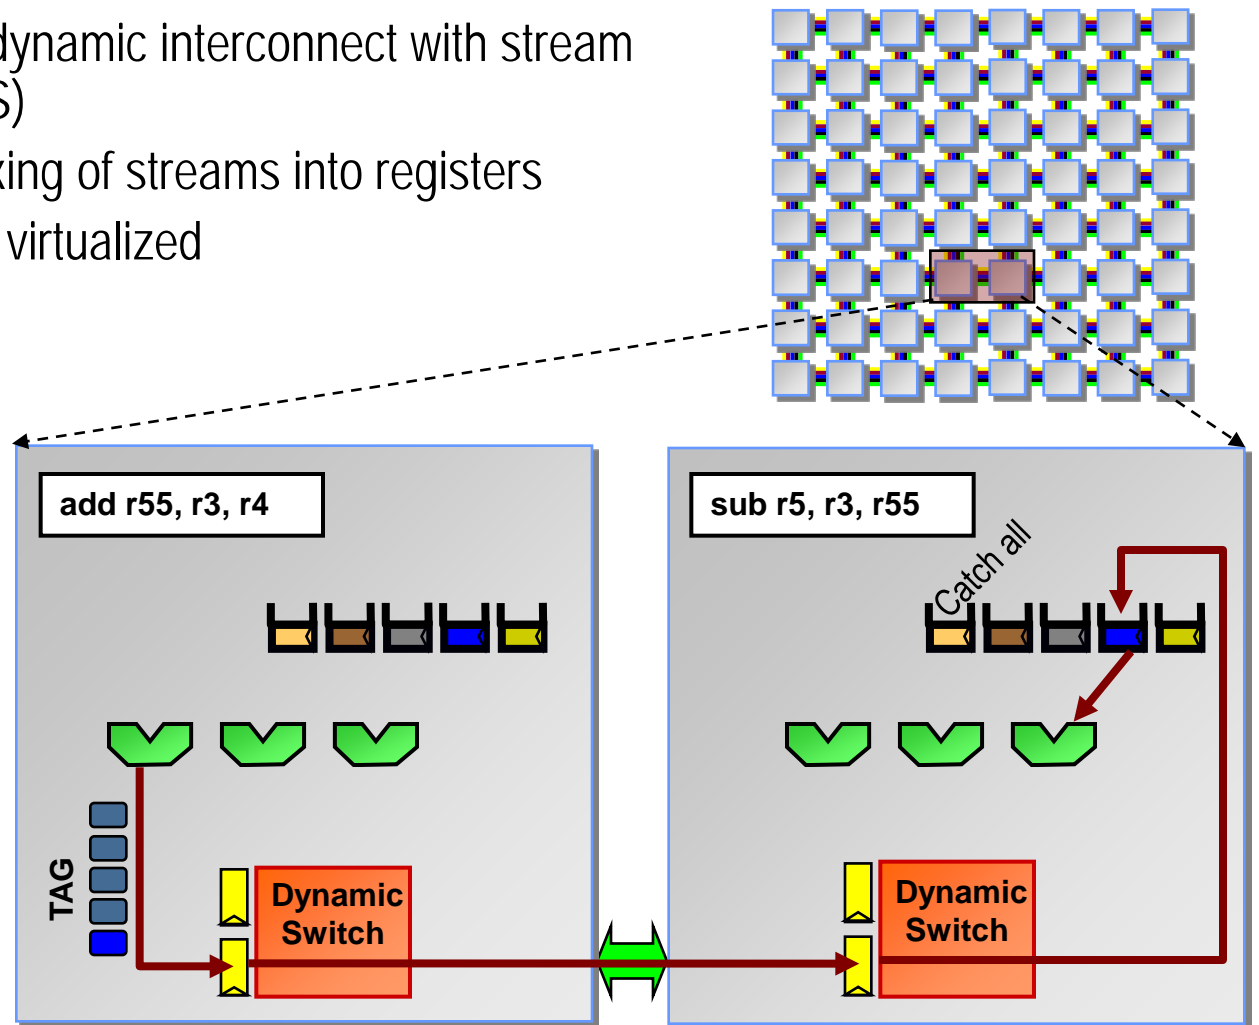 dynamic interconnect with stream
S)
xing of streams into registers
virtualized
add r55, r3, r4
sub r5, r3, r55
Catch all
TAG
Dynamic
Switch
Dynamic
Switch